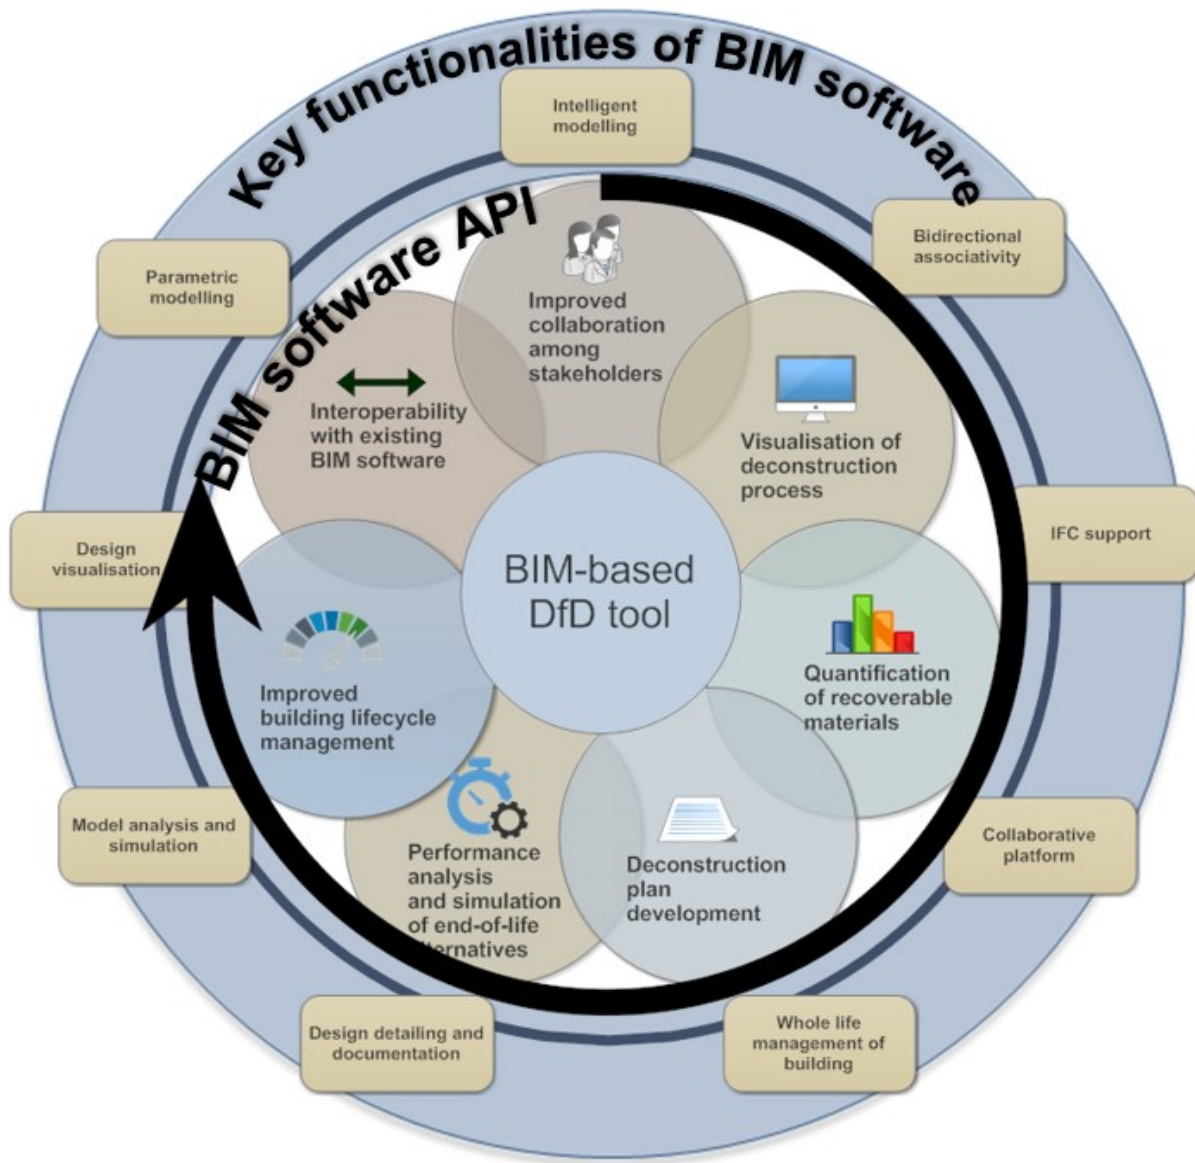 Key functionalities of BIM software
Intelligent
modelling
Bidirectional
associativity
IFC support
Collaborative
platform
Whole life
management of
building
Design detailing and
documentation
Model analysis and
simulation
Design
visualisation
Parametric
modelling
BIM software API
Improved
collaboration
among
stakeholders
Visualisation of
deconstruction
process
Quantification
of recoverable
materials
Deconstruction
plan
development
Performance
analysis
and simulation
of end-of-life
alternatives
Improved
building lifecycle
management
Interoperability
with existing
BIM software
BIM-based
DfD tool